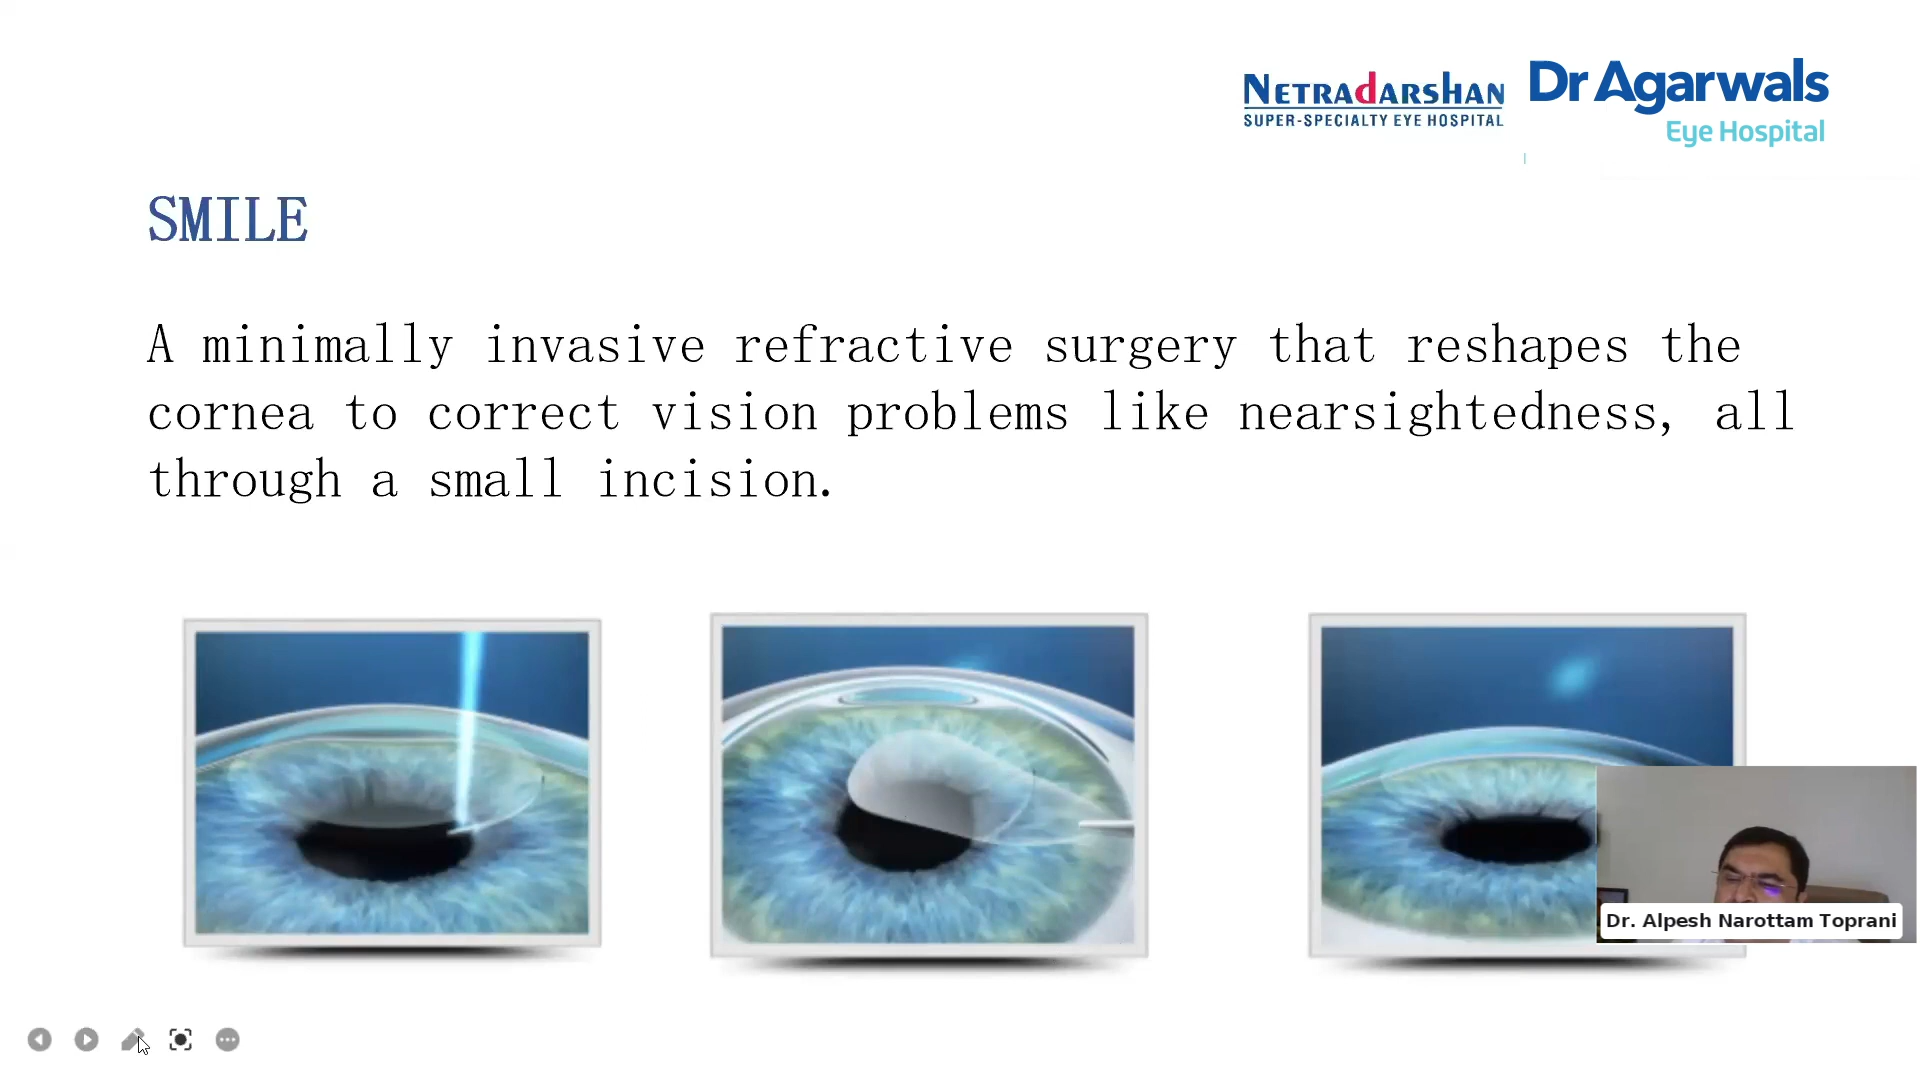 NETRADARSHAN
SUPER-SPECIALTY EYE HOSPITAL
Dr Agarwals
Eye Hospital
SMILE
A minimally invasive refractive surgery that reshapes the
cornea to correct vision problems like nearsightedness, all
through a small incision.
Dr. Alpesh Narottam Toprani